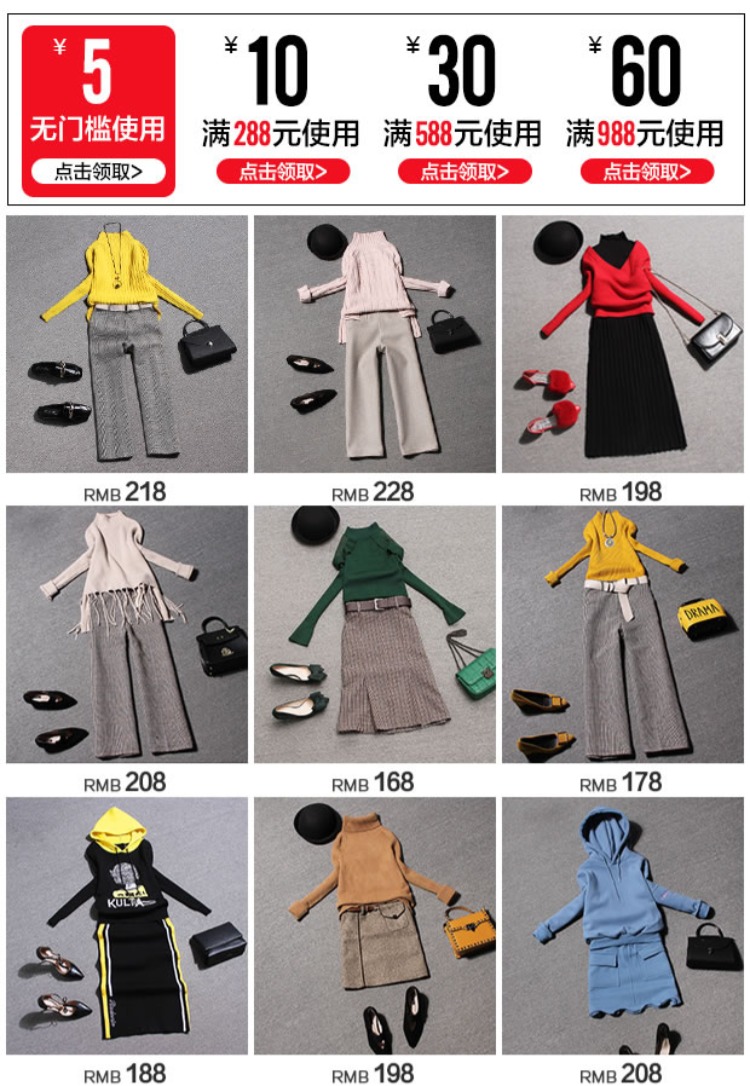 ¥5
¥10
¥30
¥60
无门槛使用
满288元使用
满588元使用
满988元使用
点击领取>
点击领取>
点击领取>
点击领取>
RMB 218
RMB 228
RMB 198
DRAMA
RMB 208
RMB 168
RMB 178
KULTA
RMB 188
RMB 198
RMB 208